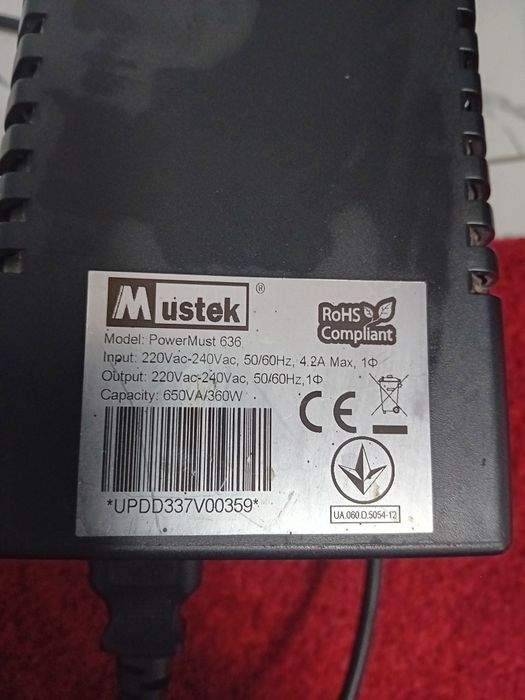 Mustek ®
RoHS
Compliant
Model: PowerMust 636
Input: 220Vac-240Vac, 50/60Hz, 4.2A Max, 1Φ
Output: 220Vac-240Vac, 50/60Hz,1Φ
Capacity: 650VA/360W
CE
*UPDD337V00359*
UA.060.D.5054-12